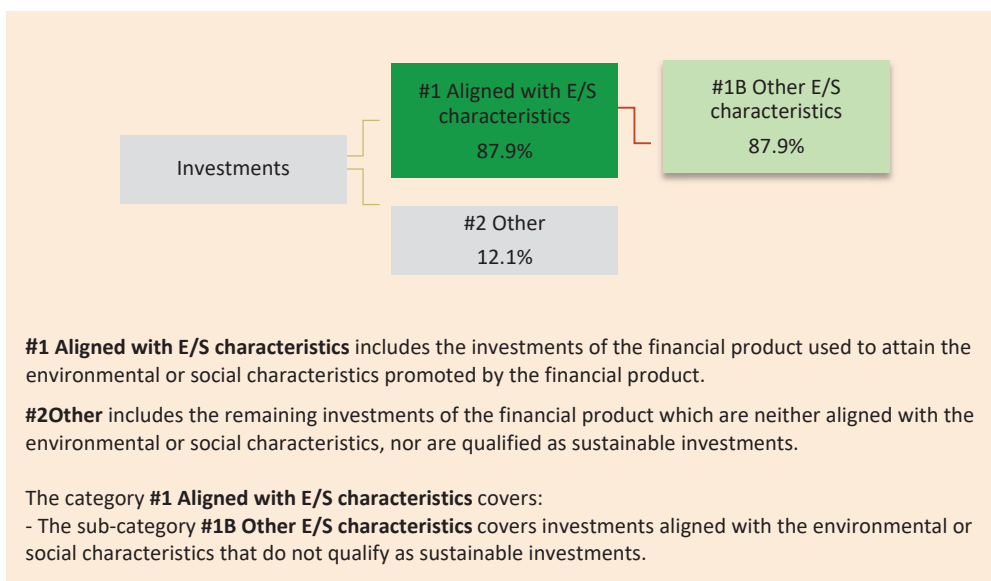 #1 Aligned with E/S
characteristics
87.9%
#1B Other E/S
characteristics
87.9%
Investments
#2 Other
12.1%
#1 Aligned with E/S characteristics includes the investments of the financial product used to attain the
environmental or social characteristics promoted by the financial product.
#2Other includes the remaining investments of the financial product which are neither aligned with the
environmental or social characteristics, nor are qualified as sustainable investments.
The category #1 Aligned with E/S characteristics covers:
- The sub-category #1B Other E/S characteristics covers investments aligned with the environmental or
social characteristics that do not qualify as sustainable investments.